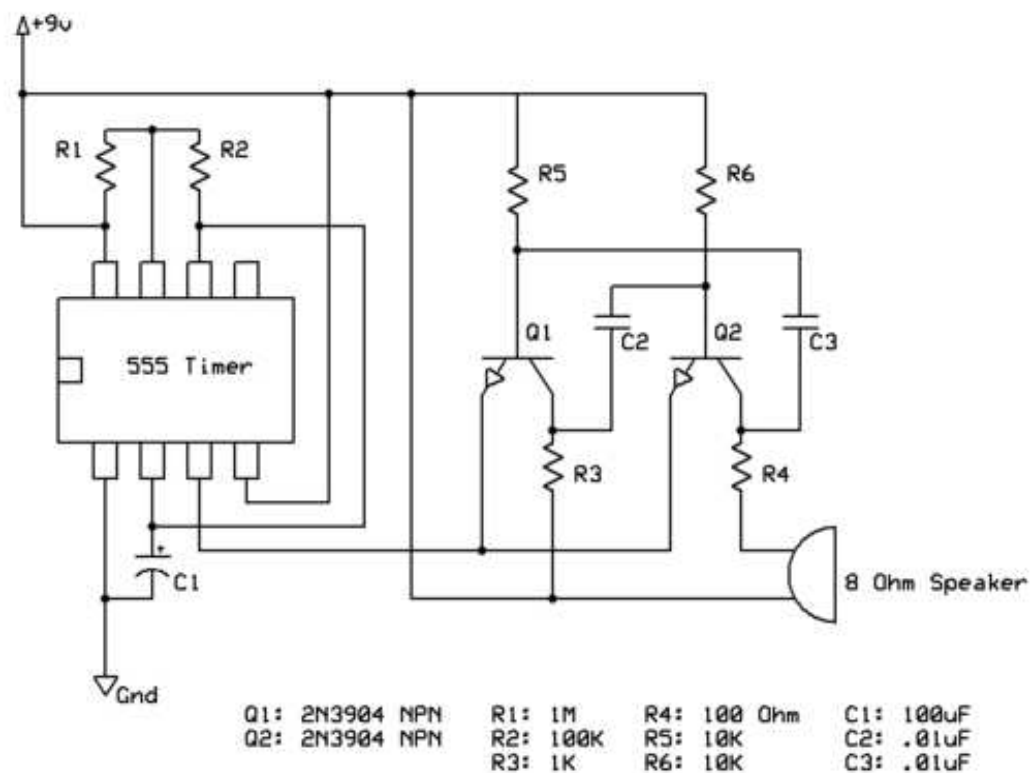 +9v
R1
R2
R5
R6
Q1
C2
Q2
C3
555 Timer
R3
R4
+
C1
8 Ohm Speaker
Gnd
Q1: 2N3904 NPN R1: 1M R4: 100 Ohm C1: 100uF
Q2: 2N3904 NPN R2: 100K R5: 10K C2: .01uF
R3: 1K R6: 10K C3: .01uF